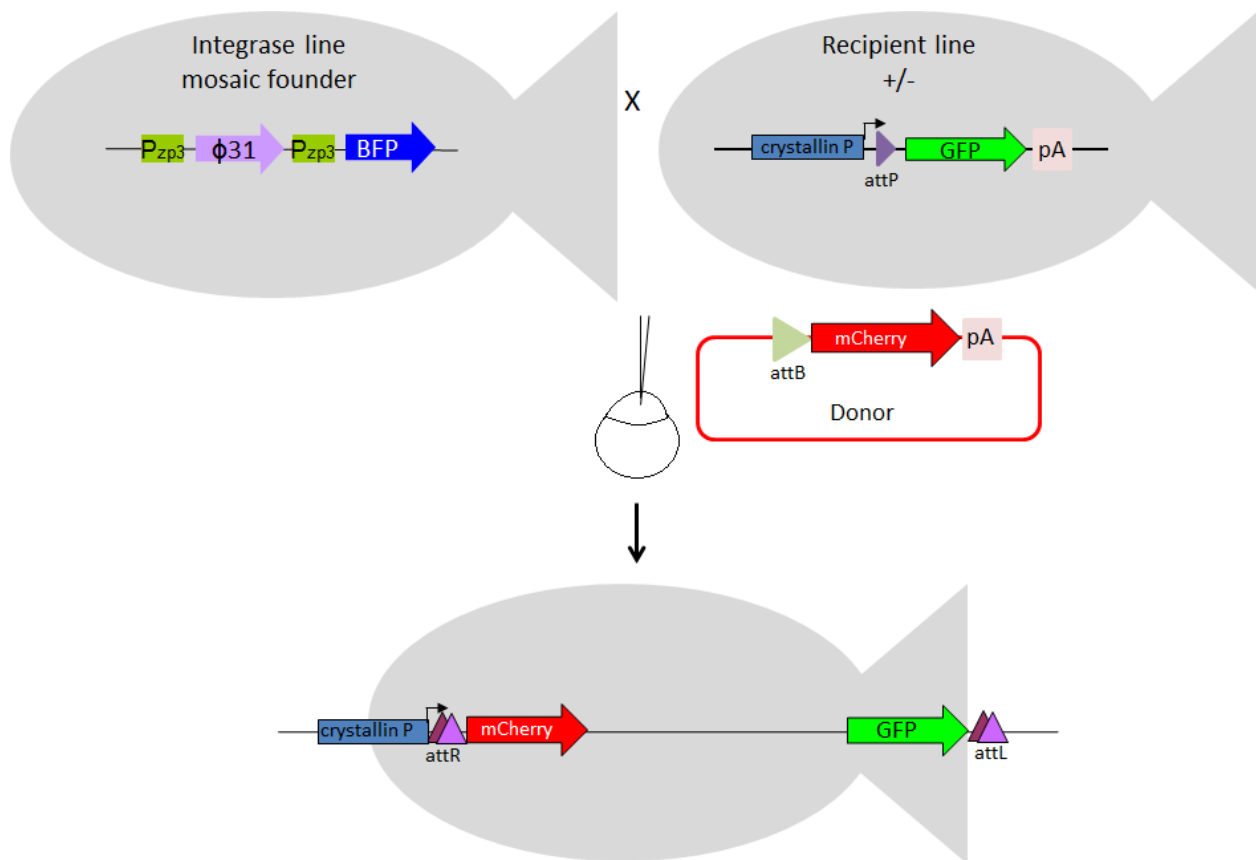 Integrase line
mosaic founder
Pzp3
ϕ31
Pzp3
BFP
X
Recipient line
+/-
crystallin P
attP
GFP
pA
attB
mCherry
pA
Donor
crystallin P
attR
mCherry
GFP
attL